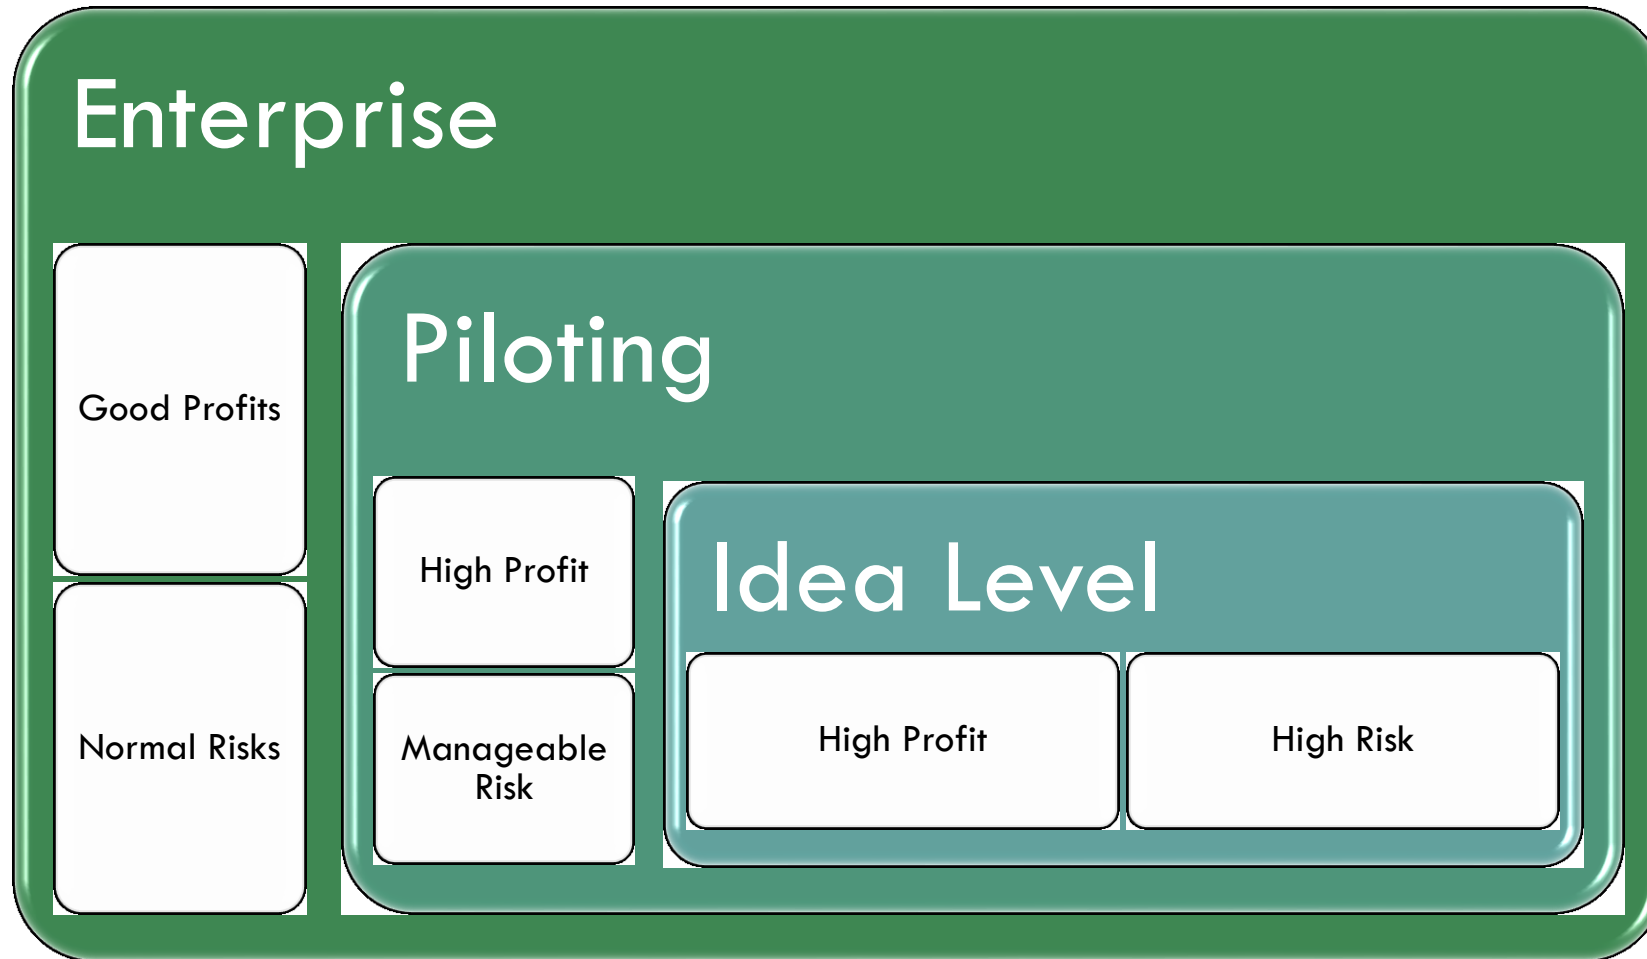 Enterprise
Good Profits
Normal Risks
Piloting
High Profit
Manageable
Risk
Idea Level
High Profit
High Risk